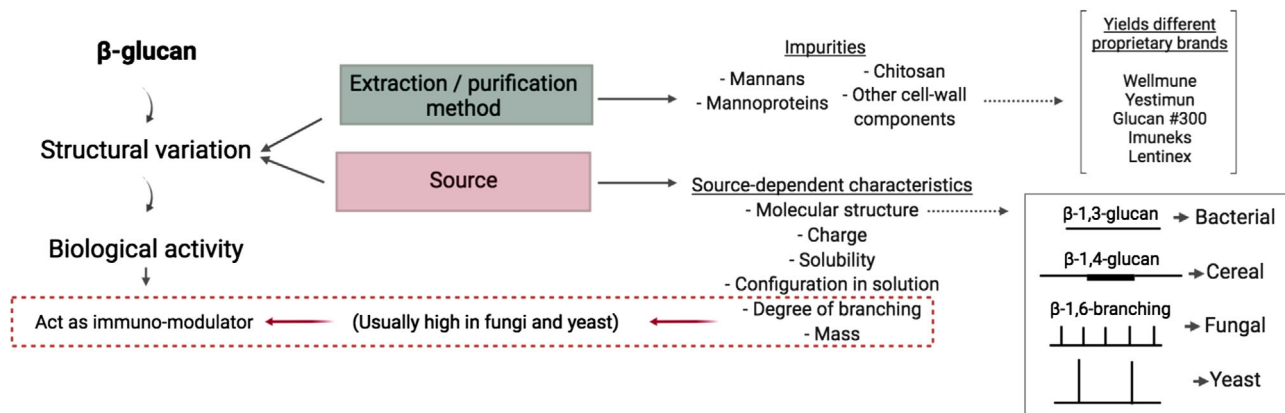 β-glucan
Structural variation
Biological activity
Act as immuno-modulator
(Usually high in fungi and yeast)
Extraction / purification
method
Source
Impurities
- Mannans
- Mannoproteins
- Chitosan
- Other cell-wall
components
Yields different
proprietary brands
Wellmune
Yestimun
Glucan #300
Imuneks
Lentinex
Source-dependent characteristics
- Molecular structure
- Charge
- Solubility
- Configuration in solution
- Degree of branching
- Mass
β-1,3-glucan
Bacterial
β-1,4-glucan
Cereal
β-1,6-branching
Fungal
Yeast